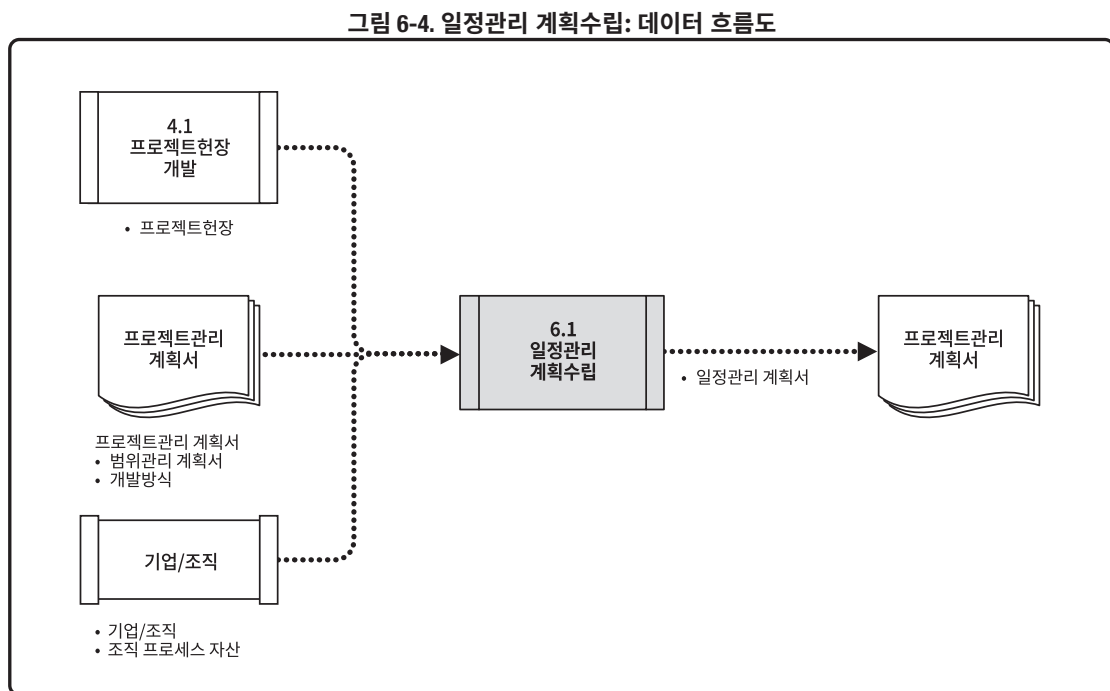 그림 6-4. 일정관리 계획수립: 데이터 흐름도
4.1
프로젝트헌장
개발
• 프로젝트헌장
프로젝트관리
계획서
프로젝트관리 계획서
• 범위관리 계획서
• 개발방식
기업/조직
• 기업/조직
• 조직 프로세스 자산
6.1
일정관리
계획수립
• 일정관리 계획서
프로젝트관리
계획서